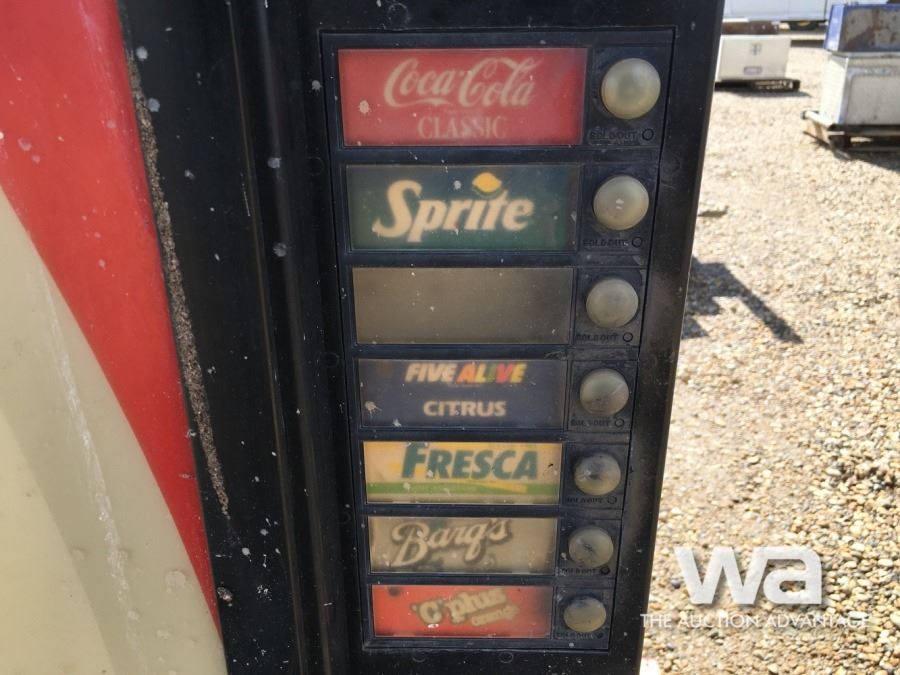 Coca-Cola
CLASSIC
SOLD OUT
Sprite
SOLD OUT
SOLD OUT
FIVE ALIVE
CITRUS
SOLD OUT
FRESCA
SOLD OUT
Barq's
SOLD OUT
'C'plus
orange
SOLD OUT
wa
THE AUCTION ADVANTAGE